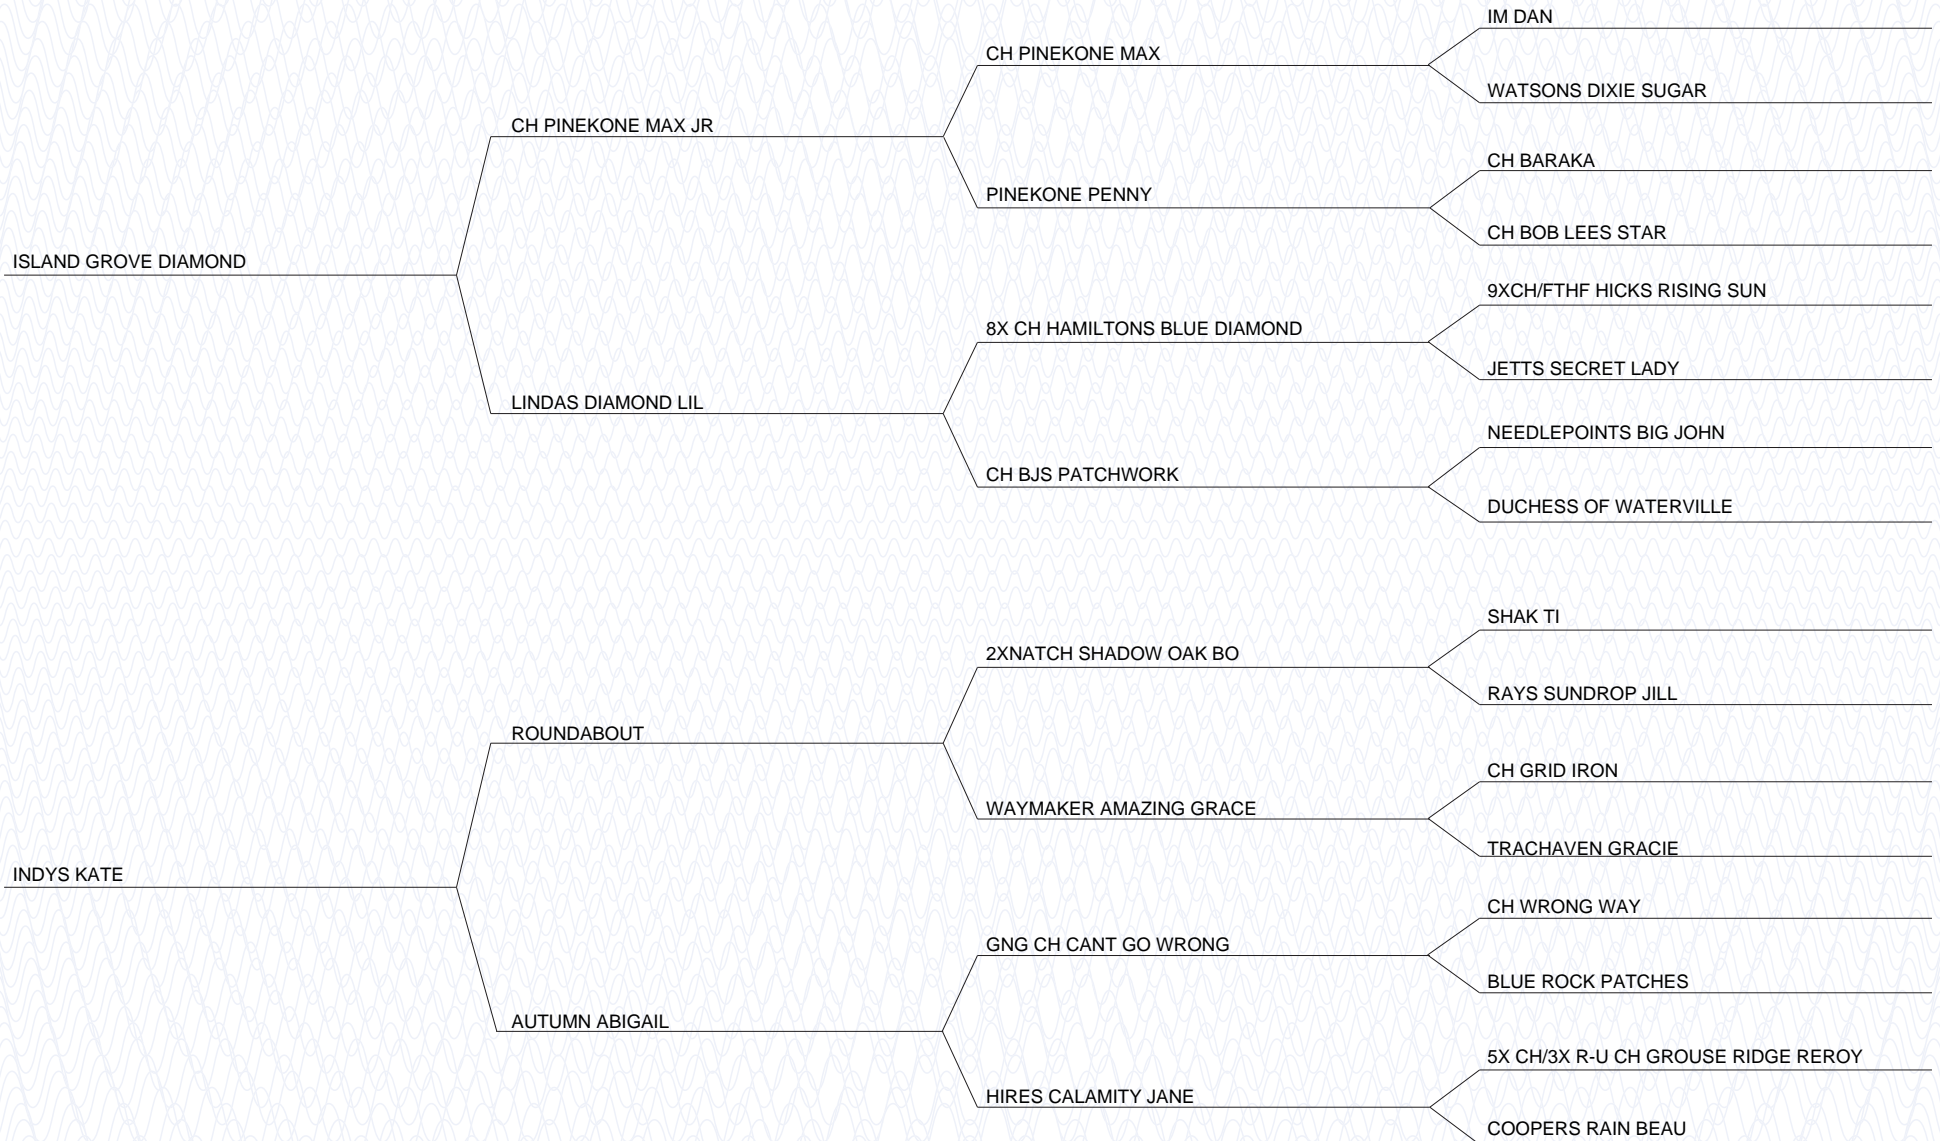 IM DAN
CH PINEKONE MAX
WATSONS DIXIE SUGAR
CH PINEKONE MAX JR
CH BARAKA
PINEKONE PENNY
CH BOB LEES STAR
ISLAND GROVE DIAMOND
9XCH/FTHF HICKS RISING SUN
8X CH HAMILTONS BLUE DIAMOND
JETTS SECRET LADY
LINDAS DIAMOND LIL
NEEDLEPOINTS BIG JOHN
CH BJS PATCHWORK
DUCHESS OF WATERVILLE
SHAK TI
2XNATCH SHADOW OAK BO
RAYS SUNDROP JILL
ROUNDABOUT
CH GRID IRON
WAYMAKER AMAZING GRACE
TRACHAVEN GRACIE
INDYS KATE
CH WRONG WAY
GNG CH CANT GO WRONG
BLUE ROCK PATCHES
AUTUMN ABIGAIL
5X CH/3X R-U CH GROUSE RIDGE REROY
HIRES CALAMITY JANE
COOPERS RAIN BEAU